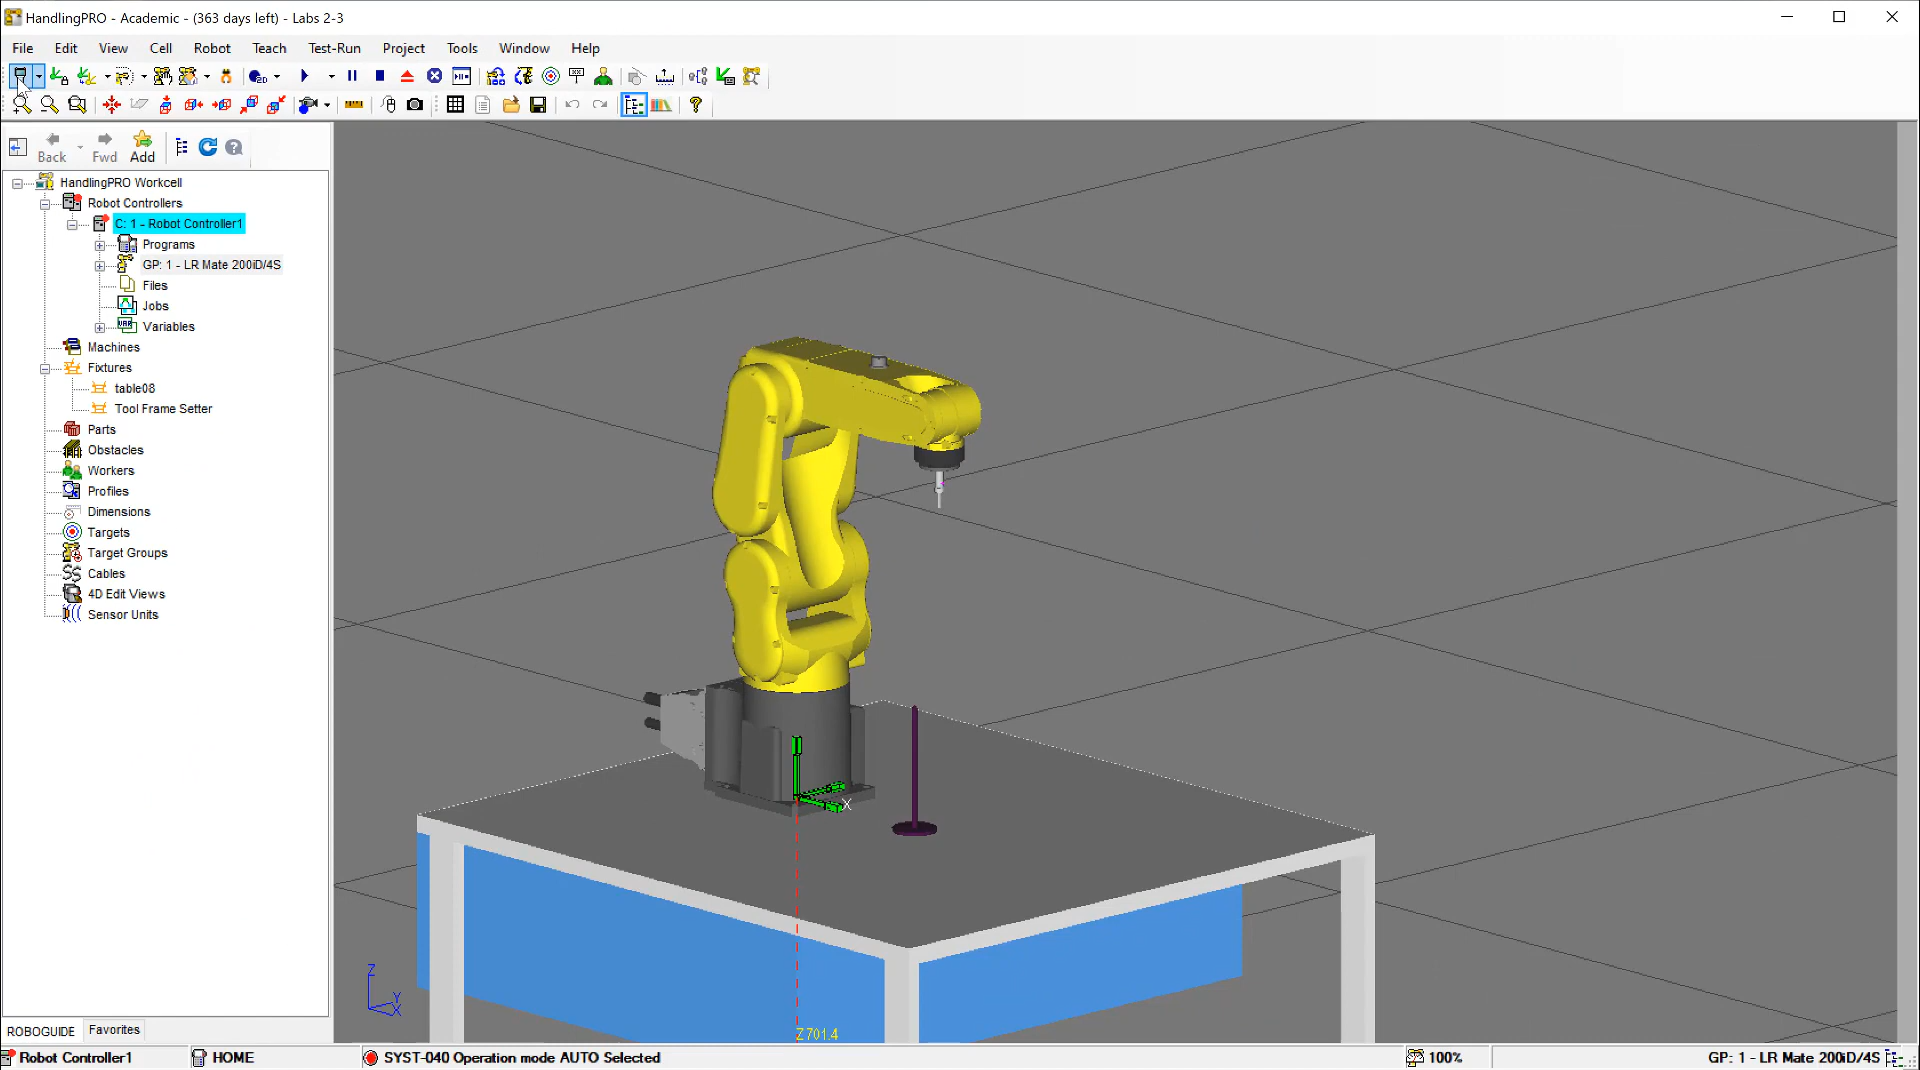 HandlingPRO - Academic - (363 days left) - Labs 2-3
File Edit View Cell Robot Teach Test-Run Project Tools Window Help
Back Fwd Add
HandlingPRO Workcell
Robot Controllers
C: 1 - Robot Controller1
Programs
GP: 1 - LR Mate 200iD/4S
Files
Jobs
Variables
Machines
Fixtures
table08
Tool Frame Setter
Parts
Obstacles
Workers
Profiles
Dimensions
Targets
Target Groups
Cables
4D Edit Views
Sensor Units
X
Z
Y
X
Z701.4
ROBOGUIDE Favorites
Robot Controller1 HOME SYST-040 Operation mode AUTO Selected 100% GP: 1 - LR Mate 200iD/4S